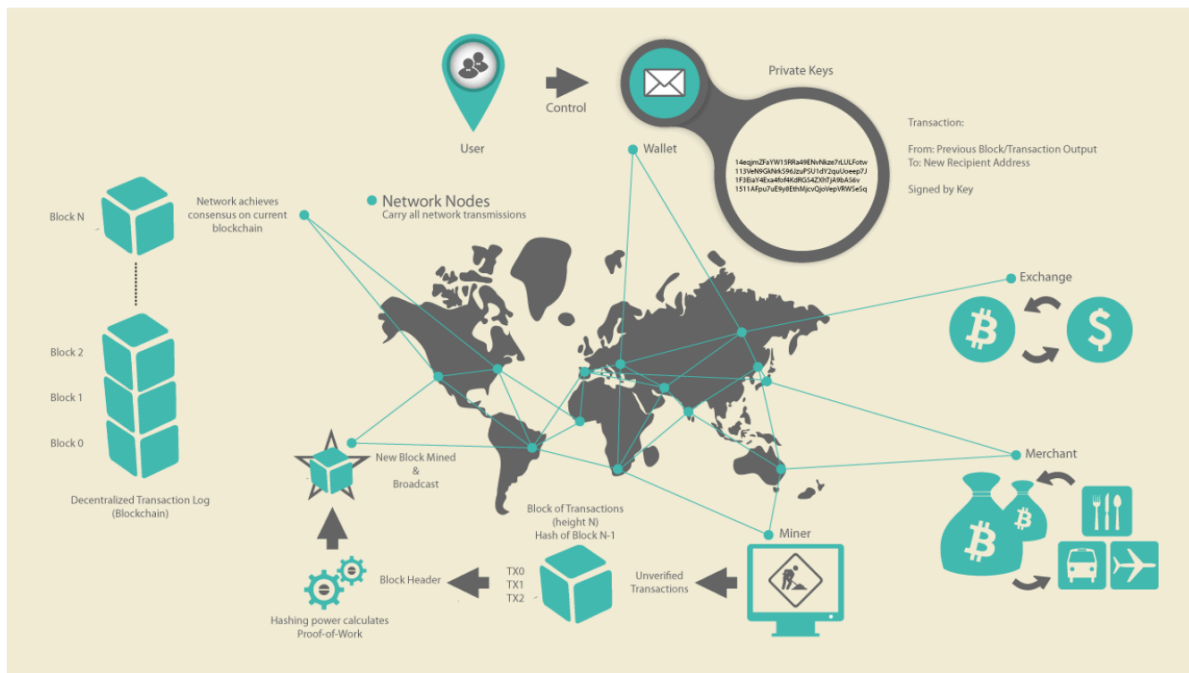 User
Control
Private Keys
Wallet
14eqjmZFaYW15RRa49ENvNkze7rLULFotw
Transaction:
From: Previous Block/Transaction Output
To: New Recipient Address
Signed by Key
Block N
Network achieves
consensus on current
blockchain
Network Nodes
Carry all network transmissions
Exchange
Block 2
Block 1
Block 0
Decentralized Transaction Log
(Blockchain)
New Block Mined
&
Broadcast
Merchant
Block of Transactions
(height N)
Hash of Block N-1
Miner
TX0
TX1
TX2
Unverified
Transactions
Block Header
Hashing power calculates
Proof-of-Work